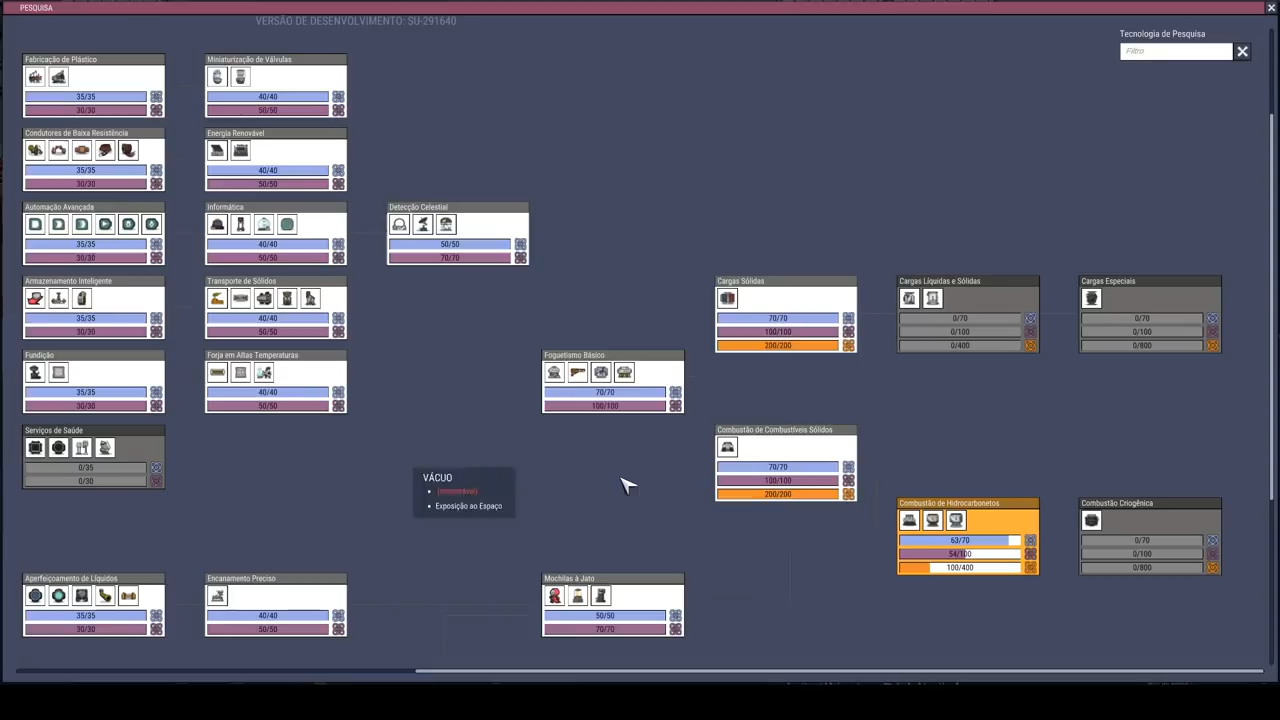 PESQUISA
VERSÃO DE DESENVOLVIMENTO: SU-291640
Tecnologia de Pesquisa
Filtro
Fabricação de Plástico
35/35
30/30
Miniaturização de Válvulas
40/40
50/50
Condutores de Baixa Resistência
35/35
30/30
Energia Renovável
40/40
50/50
Automação Avançada
35/35
30/30
Informática
40/40
50/50
Detecção Celestial
50/50
70/70
Armazenamento Inteligente
35/35
30/30
Transporte de Sólidos
40/40
50/50
Cargas Sólidas
70/70
100/100
200/200
Cargas Líquidas e Sólidas
0/70
0/100
0/400
Cargas Especiais
0/70
0/100
0/800
Fundição
35/35
30/30
Forja em Altas Temperaturas
40/40
50/50
Foguetismo Básico
70/70
100/100
Serviços de Saúde
0/35
0/30
Combustão de Combustíveis Sólidos
70/70
100/100
200/200
VÁCUO
Exposição ao Espaço
Combustão de Hidrocarbonetos
63/70
54/100
100/400
Combustão Criogênica
0/70
0/100
0/800
Aperfeiçoamento de Líquidos
35/35
30/30
Encanamento Preciso
40/40
50/50
Mochilas à Jato
50/50
70/70